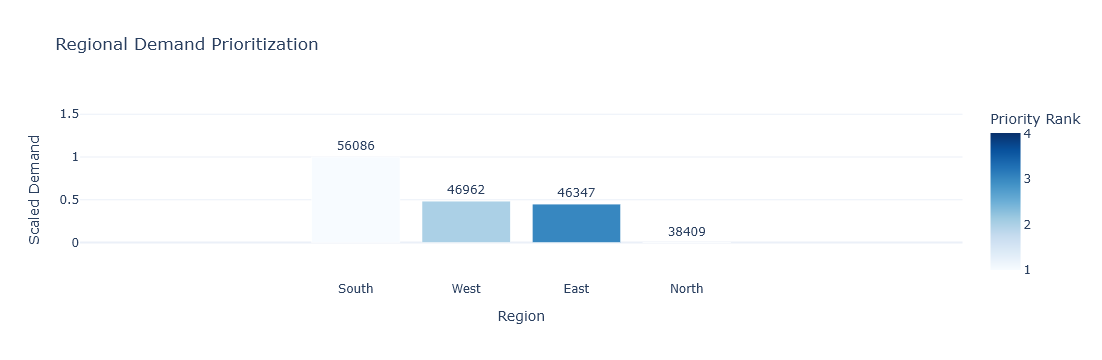 Regional Demand Prioritization
Scaled Demand
1.5
1
0.5
0
56086
46962
46347
38409
South
West
East
North
Region
Priority Rank
4
3
2
1